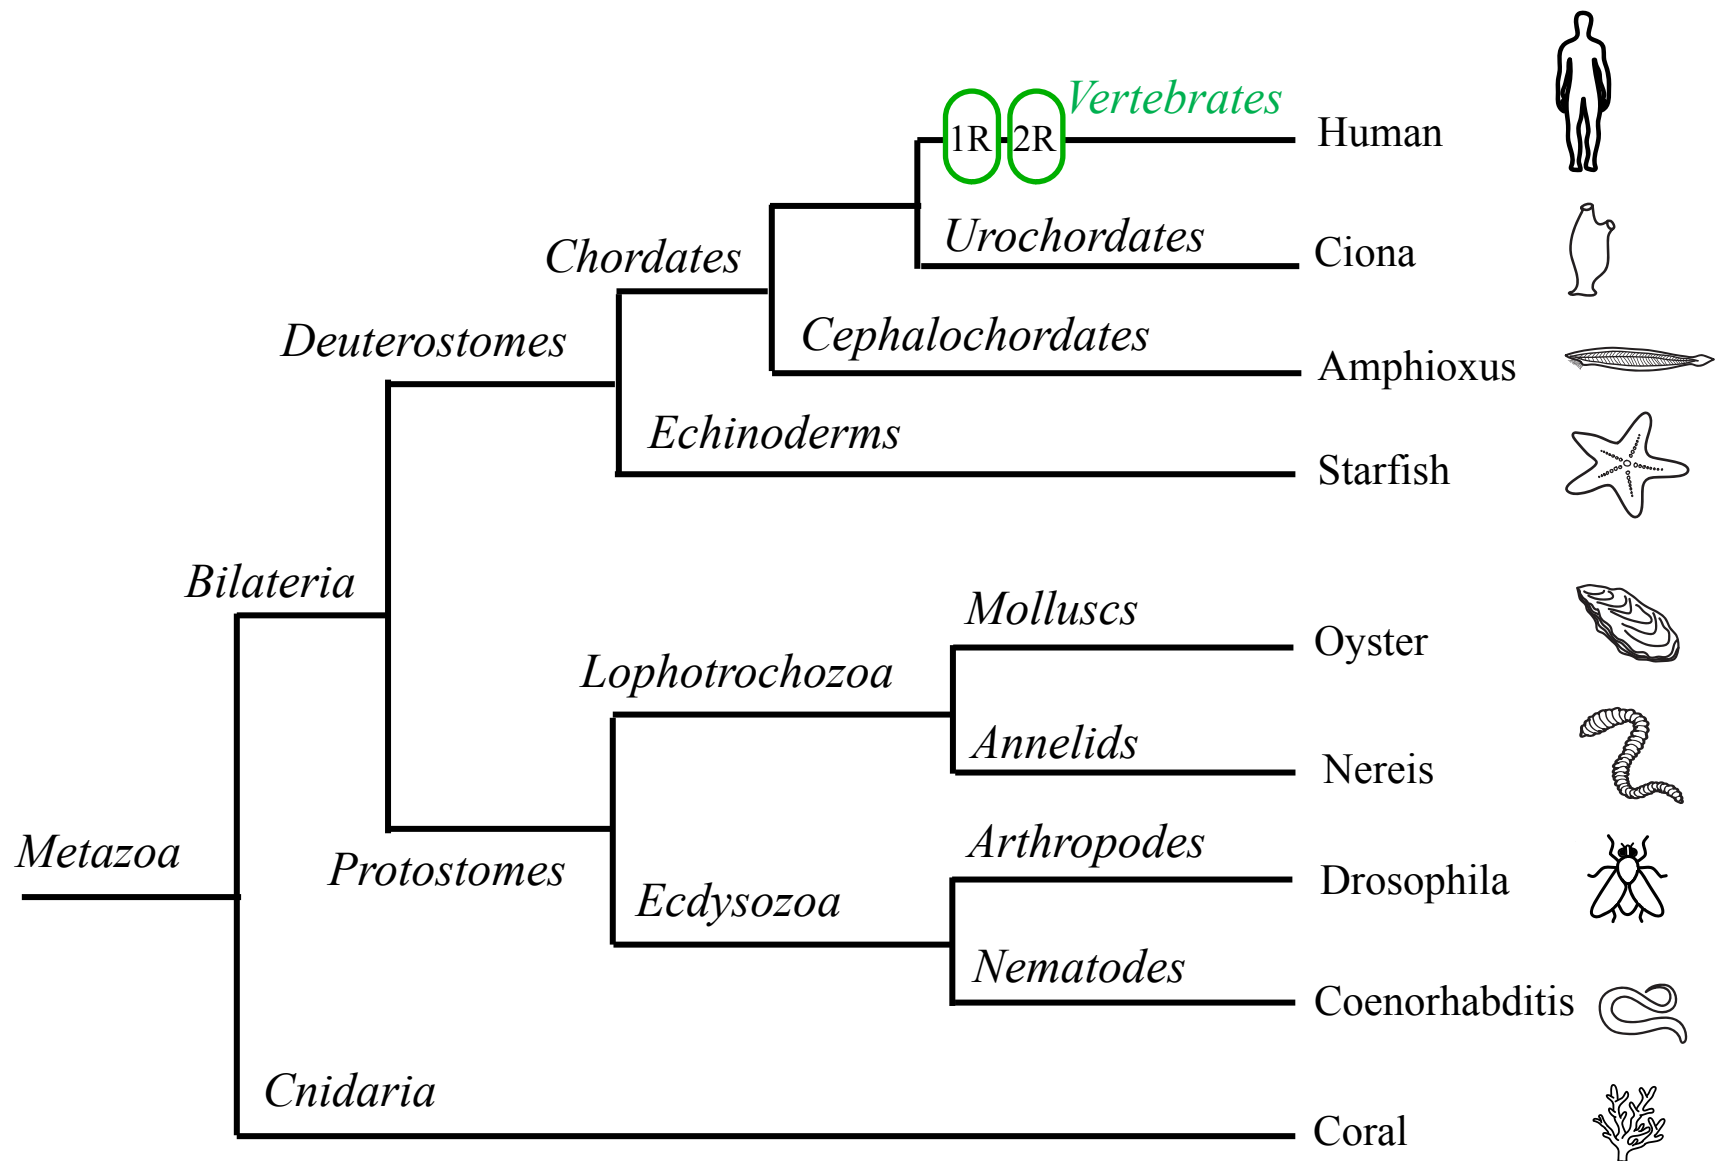 Vertebrates
1R
2R
Human
Urochordates
Ciona
Chordates
Cephalochordates
Amphioxus
Deuterostomes
Echinoderms
Starfish
Bilateria
Molluscs
Oyster
Lophotrochozoa
Annelids
Nereis
Metazoa
Protostomes
Arthropodes
Drosophila
Ecdysozoa
Nematodes
Coenorhabditis
Cnidaria
Coral